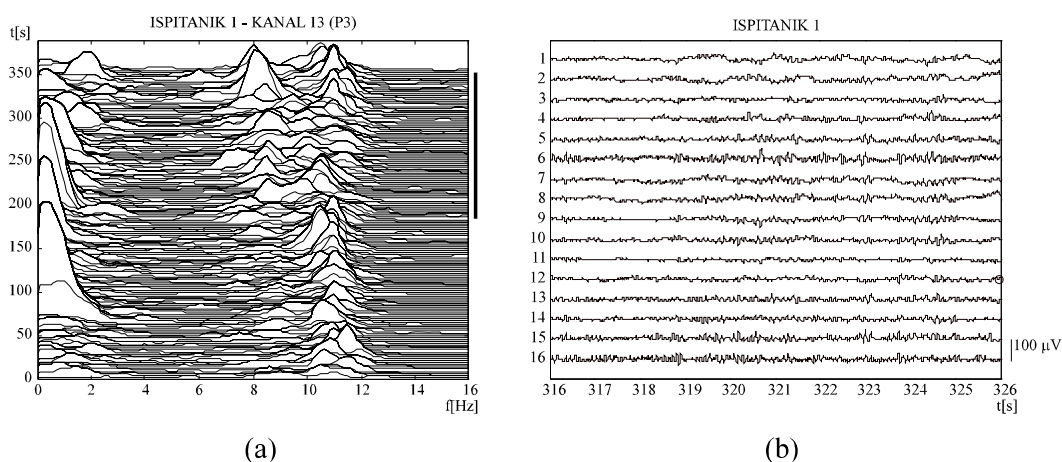 ISPITANIK 1 - KANAL 13 (P3)
t[s]
350
300
250
200
150
100
50
0
0 2 4 6 8 10 12 14 16
f[Hz]
(a)
ISPITANIK 1
1
2
3
4
5
6
7
8
9
10
11
12
13
14
15
16
100 μV
316 317 318 319 320 321 322 323 324 325 326
t[s]
(b)